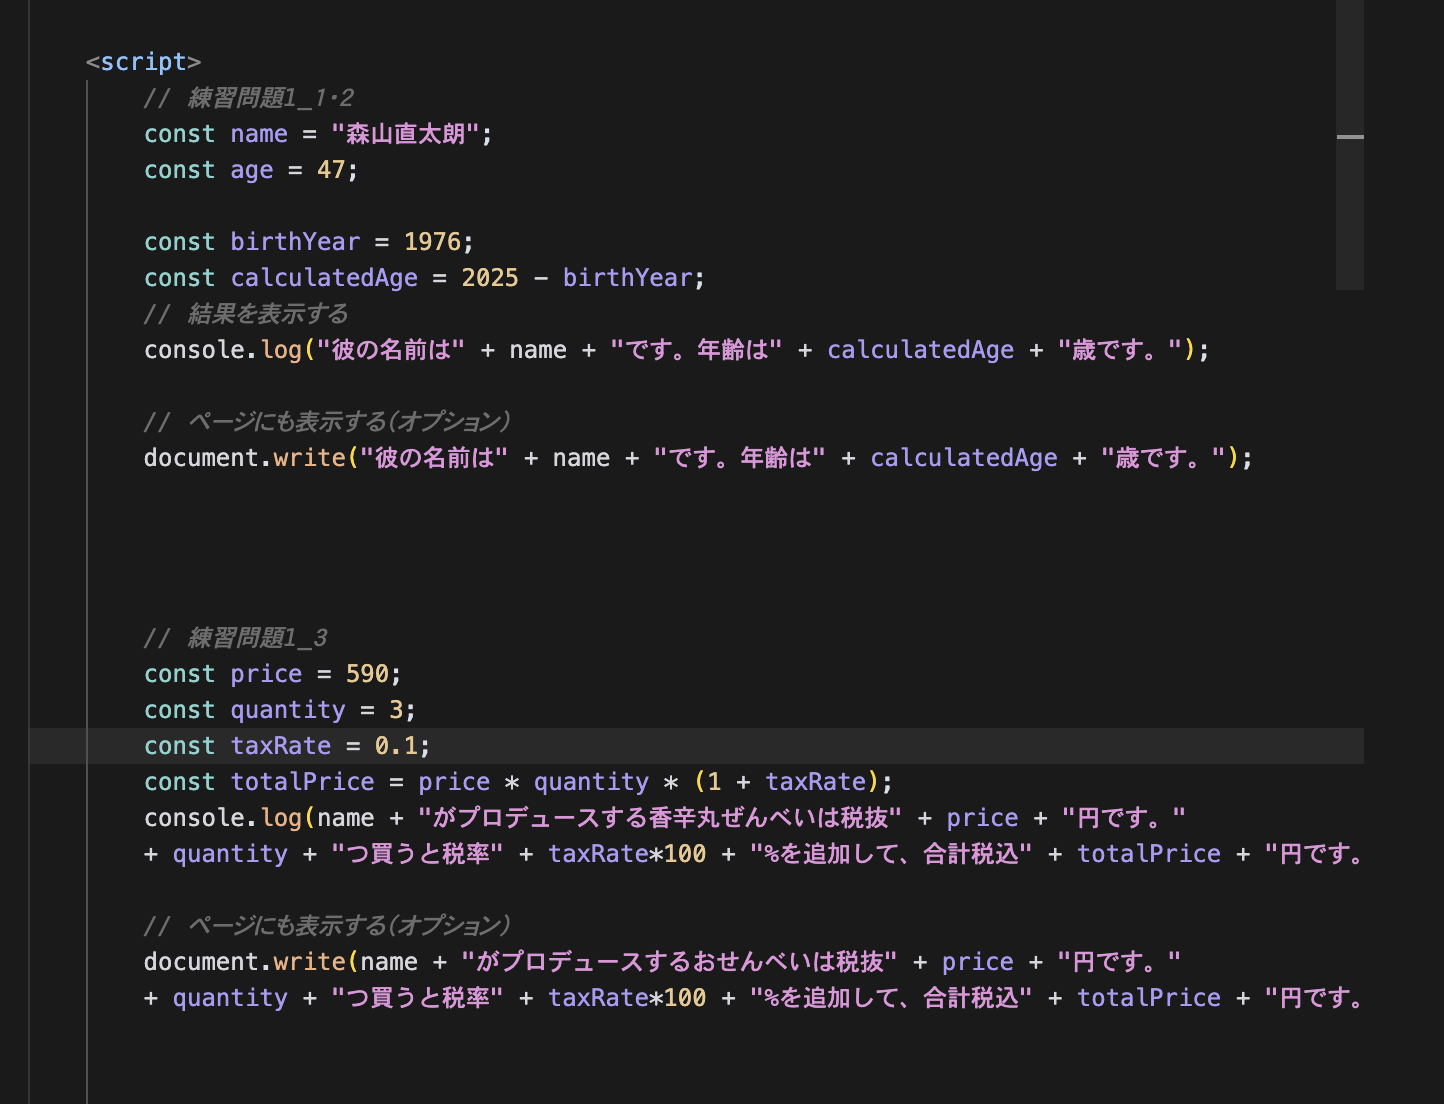 <script>
// 練習問題1_1・2
const name = "森山直太朗";
const age = 47;
const birthYear = 1976;
const calculatedAge = 2025 - birthYear;
// 結果を表示する
console.log("彼の名前は" + name + "です。年齢は" + calculatedAge + "歳です。");
// ページにも表示する(オプション)
document.write("彼の名前は" + name + "です。年齢は" + calculatedAge + "歳です。");
// 練習問題1_3
const price = 590;
const quantity = 3;
const taxRate = 0.1;
const totalPrice = price * quantity * (1 + taxRate);
console.log(name + "がプロデュースする香辛丸ぜんべいは税抜" + price + "円です。"
+ quantity + "つ買うと税率" + taxRate*100 + "%を追加して、合計税込" + totalPrice + "円です。
// ページにも表示する(オプション)
document.write(name + "がプロデュースするおせんべいは税抜" + price + "円です。"
+ quantity + "つ買うと税率" + taxRate*100 + "%を追加して、合計税込" + totalPrice + "円です。